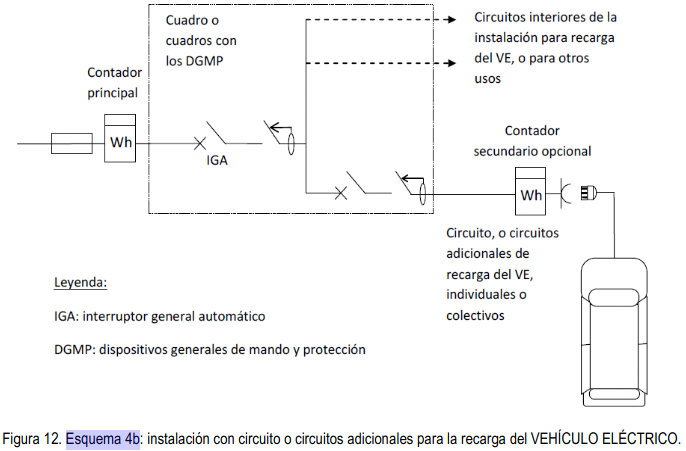 Cuadro o
cuadros con
los DGMP
Circuitos interiores de la
instalación para recarga
del VE, o para otros
usos
Contador
principal
Wh
IGA
Contador
secundario opcional
Wh
Circuito, o circuitos
adicionales de
recarga del VE,
individuales o
colectivos
Leyenda:
IGA: interruptor general automático
DGMP: dispositivos generales de mando y protección
Figura 12. Esquema 4b: instalación con circuito o circuitos adicionales para la recarga del VEHÍCULO ELÉCTRICO.